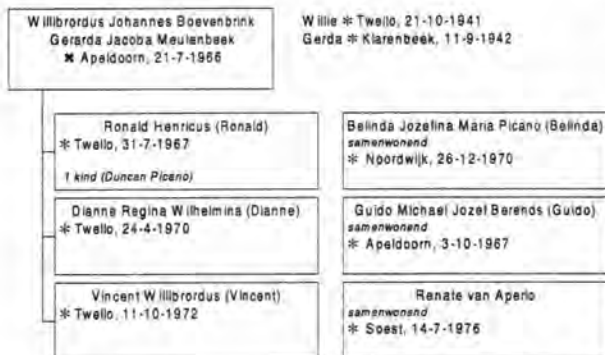 Willibrordus Johannes Boevenbrink
Gerarda Jacoba Meulenbeek
✖ Apeldoorn, 21-7-1966
Willie ✻ Twello, 21-10-1941
Gerda ✻ Klarenbeek, 11-9-1942
Ronald Henricus (Ronald)
✻ Twello, 31-7-1967
1 kind (Duncan Picano)
Belinda Jozefina Maria Picano (Belinda)
samenwonend
✻ Noordwijk, 26-12-1970
Dianne Regina Wilhelmina (Dianne)
✻ Twello, 24-4-1970
Guido Michael Jozef Berends (Guido)
samenwonend
✻ Apeldoorn, 3-10-1967
Vincent Willibrordus (Vincent)
✻ Twello, 11-10-1972
Renate van Aperlo
samenwonend
✻ Soest, 14-7-1976